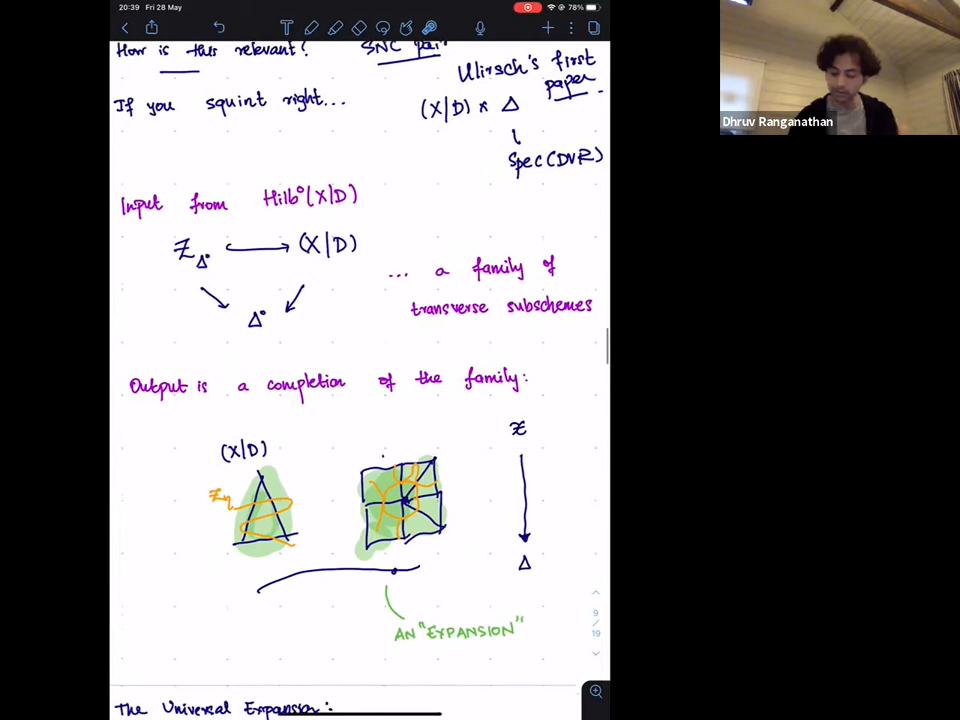 20:39 Fri 28 May
78%
How is this relevant?
SNC pair
Ulirsch's first
paper
If you squint right...
(X|D) × Δ
Spec(DVR)
Input from Hilb°(X|D)
Z_Δ° (X|D)
Δ°
... a family of
transverse subschemes
Output is a completion of the family:
(X|D)
Z_η
Z
Δ
AN "EXPANSION"
9
/
19
The Universal Expansion:
Dhruv Ranganathan